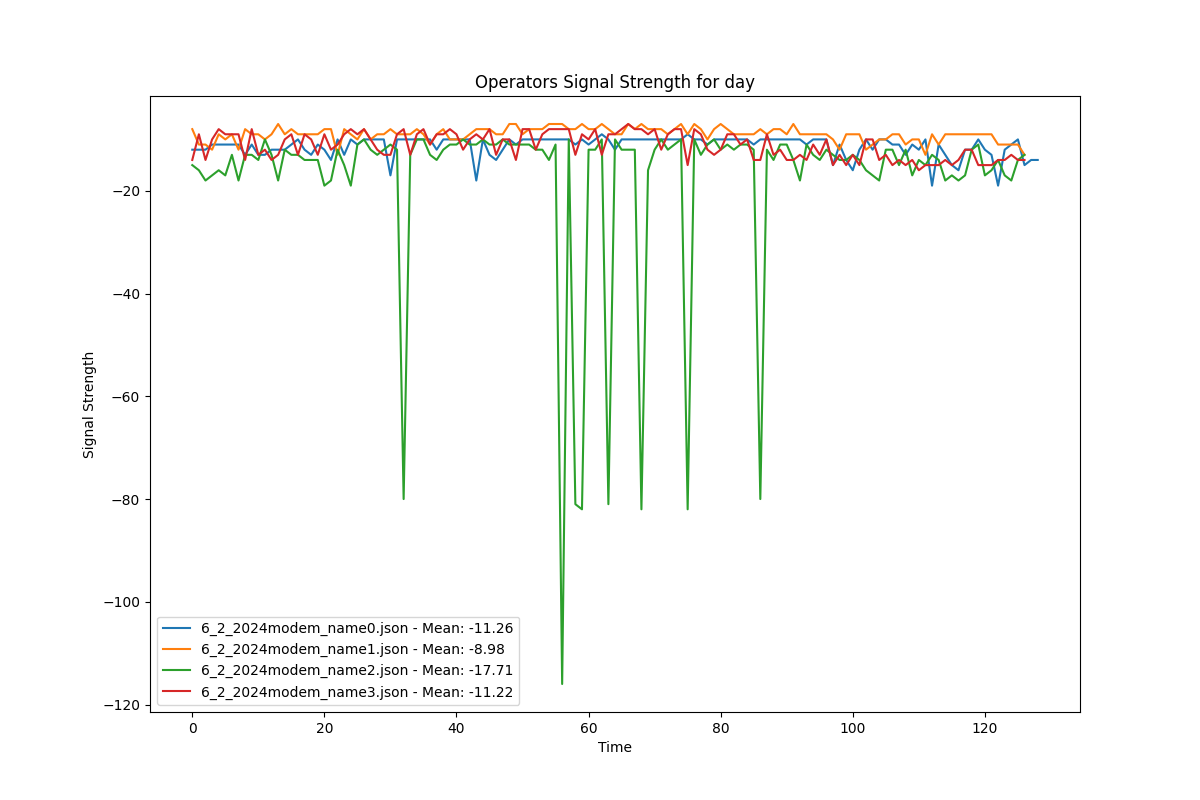 Operators Signal Strength for day
Signal Strength
−20
−40
−60
−80
−100
−120
6_2_2024modem_name0.json - Mean: -11.26
6_2_2024modem_name1.json - Mean: -8.98
6_2_2024modem_name2.json - Mean: -17.71
6_2_2024modem_name3.json - Mean: -11.22
0 20 40 60 80 100 120
Time